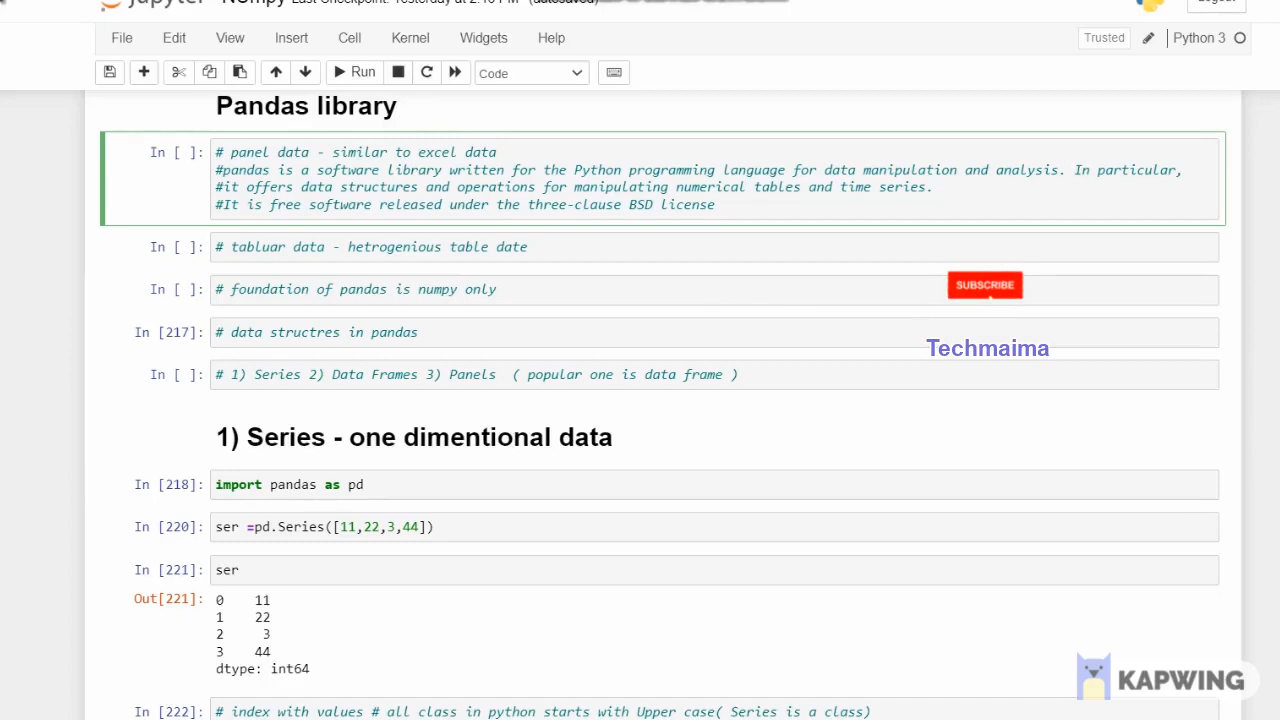 Last Checkpoint: Yesterday at 2:16 PM (autosaved)
File Edit View Insert Cell Kernel Widgets Help
Trusted Python 3
Run Code
Pandas library
In [ ]: # panel data - similar to excel data
#pandas is a software library written for the Python programming language for data manipulation and analysis. In particular,
#it offers data structures and operations for manipulating numerical tables and time series.
#It is free software released under the three-clause BSD license
In [ ]: # tabluar data - hetrogenious table date
In [ ]: # foundation of pandas is numpy only
SUBSCRIBE
In [217]: # data structres in pandas
Techmaima
In [ ]: # 1) Series 2) Data Frames 3) Panels ( popular one is data frame )
1) Series - one dimentional data
In [218]: import pandas as pd
In [220]: ser =pd.Series([11,22,3,44])
In [221]: ser
Out[221]: 0 11
1 22
2 3
3 44
dtype: int64
KAPWING
In [222]: # index with values # all class in python starts with Upper case( Series is a class)